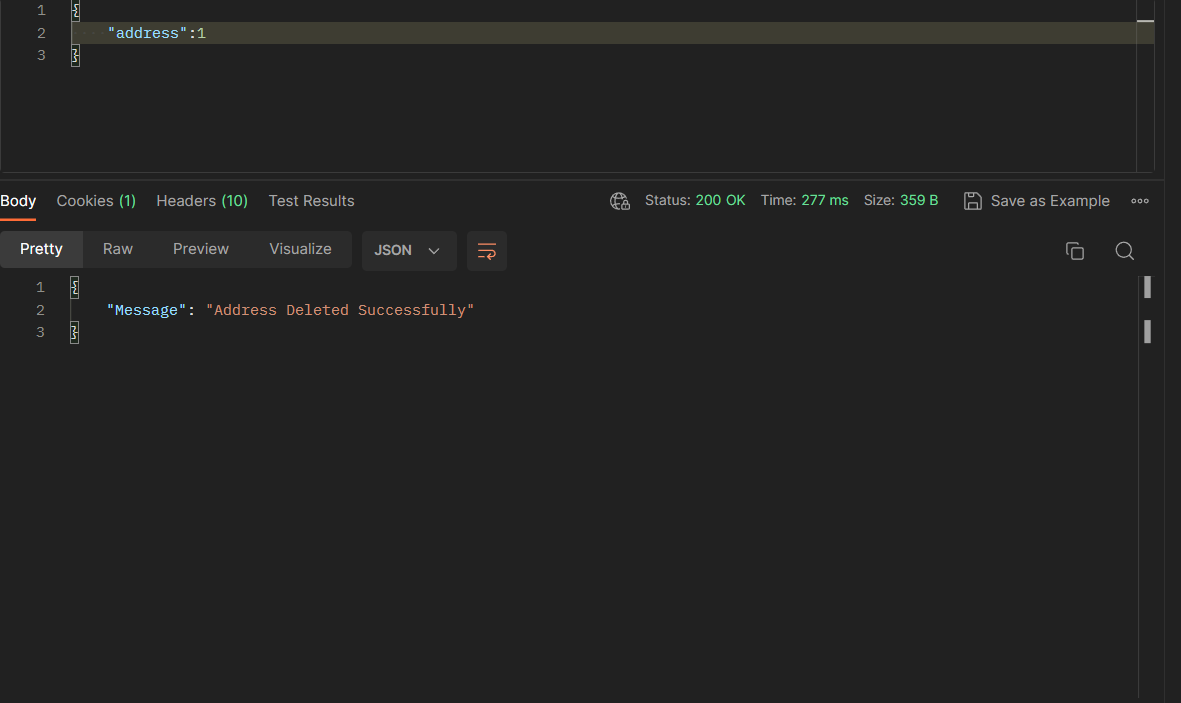 1 {
2 "address":1
3 }
Body Cookies (1) Headers (10) Test Results Status: 200 OK Time: 277 ms Size: 359 B Save as Example
Pretty Raw Preview Visualize JSON
1 {
2 "Message": "Address Deleted Successfully"
3 }